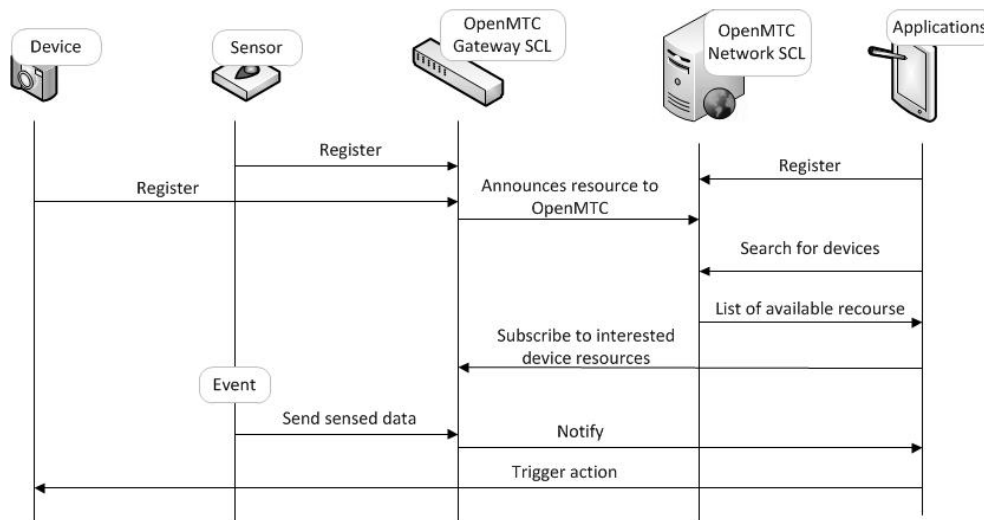 Device
Sensor
OpenMTC
Gateway SCL
OpenMTC
Network SCL
Applications
Register
Register
Register
Announces resource to
OpenMTC
Search for devices
List of available recourse
Subscribe to interested
device resources
Event
Send sensed data
Notify
Trigger action